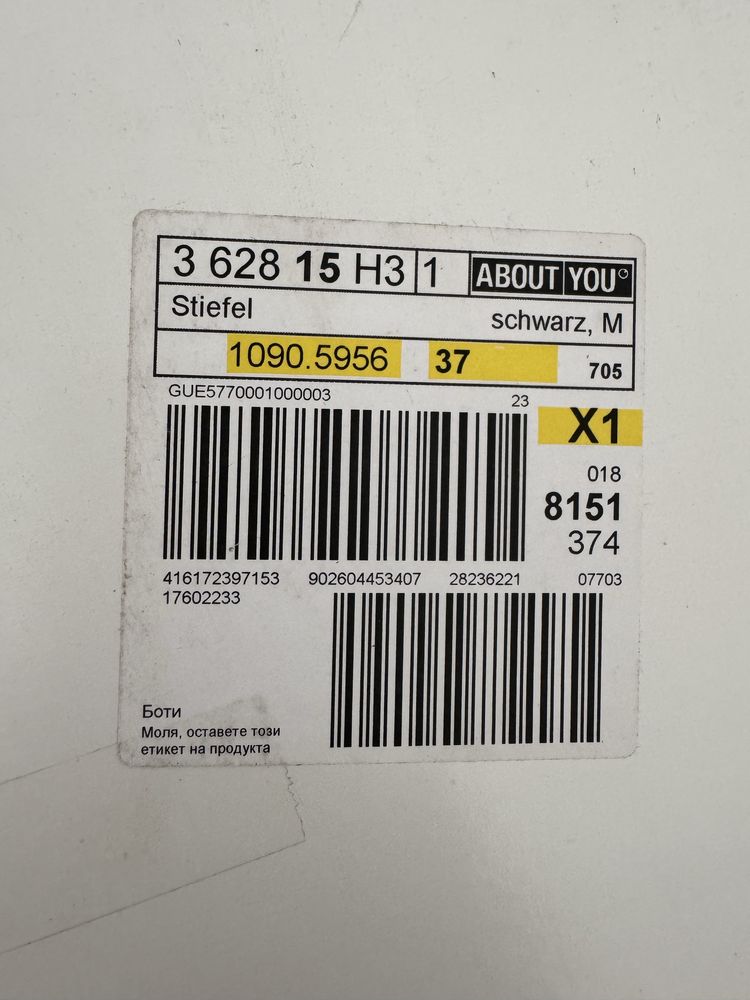 3 628 15 H3 1 ABOUT YOU
Stiefel schwarz, M
1090.5956 37 705
GUE5770001000003 23
X1
018
8151
374
416172397153 902604453407 28236221 07703
17602233
Боти
Моля, оставете този
етикет на продукта